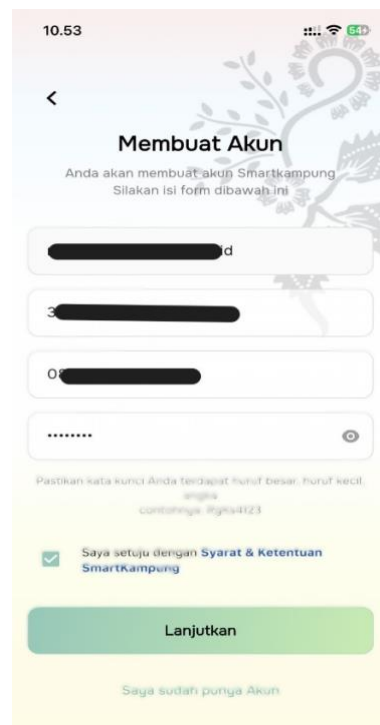 10.53
54
Membuat Akun
Anda akan membuat akun Smartkampung
Silakan isi form dibawah ini
id
3
08
Pastikan kata kunci Anda terdapat huruf besar, huruf kecil,
angka
contohnya: RgKs4123
Saya setuju dengan Syarat & Ketentuan
SmartKampung
Lanjutkan
Saya sudah punya Akun